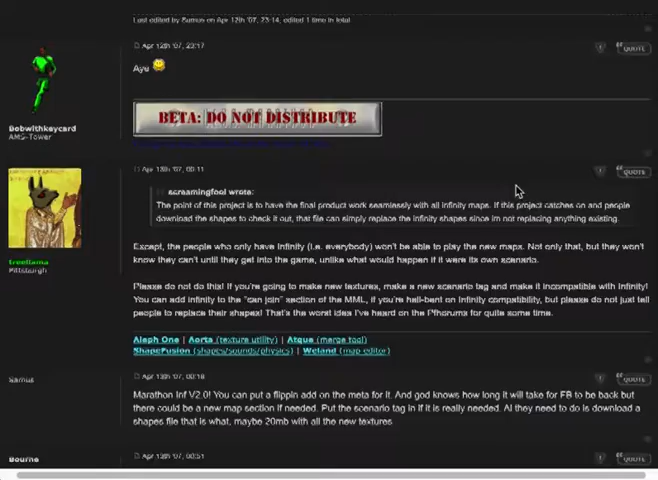 Last edited by Samus on Apr 12th '07, 23:14, edited 1 time in total.
Apr 12th '07, 23:17
QUOTE
Aye
Bobwithkeycard
AMS-Tower
BETA: DO NOT DISTRIBUTE
Apr 13th '07, 00:11
QUOTE
screamingfool wrote:
The point of this project is to have the final product work seamlessly with all infinity maps. If this project catches on and people
download the shapes to check it out, that file can simply replace the infinity shapes since im not replacing anything existing.
treellama
Pittsburgh
Except, the people who only have Infinity (i.e. everybody) won't be able to play the new maps. Not only that, but they won't
know they can't until they get into the game, unlike what would happen if it were its own scenario.
Please do not do this! If you're going to make new textures, make a new scenario tag and make it incompatible with Infinity!
You can add Infinity to the "can join" section of the MML, if you're hell-bent on Infinity compatibility, but please do not just tell
people to replace their shapes! That's the worst idea I've heard on the Pfhorums for quite some time.
Aleph One | Aorta (texture utility) | Atque (merge tool)
ShapeFusion (shapes/sounds/physics) | Weland (map editor)
Samus
Apr 13th '07, 00:18
QUOTE
Marathon Inf V2.0! You can put a flippin add on the meta for it. And god knows how long it will take for FB to be back but
there could be a new map section if needed. Put the scenario tag in if it is really needed. Al they need to do is download a
shapes file that is what, maybe 20mb with all the new textures
Bourne
Apr 13th '07, 00:51
QUOTE